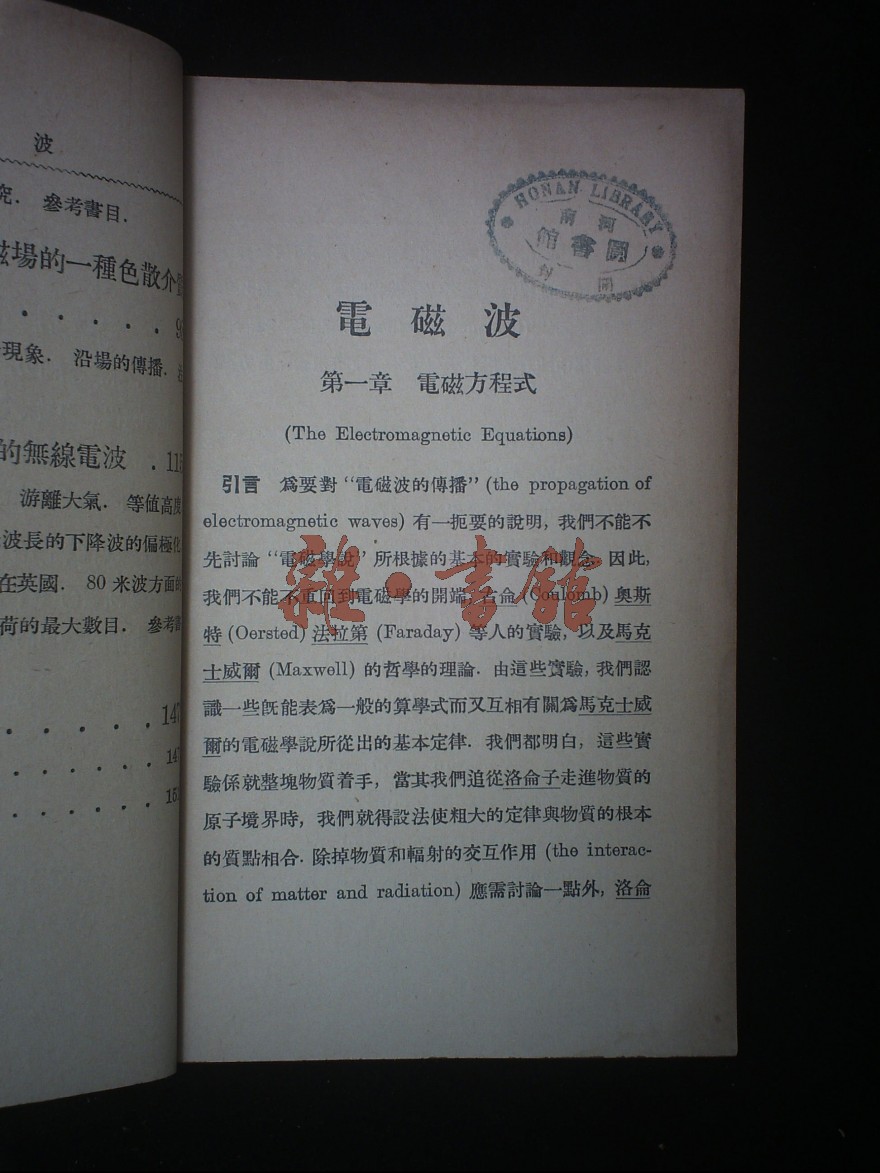 波
究. 參考書目.
磁場的一種色散介質
. . . . . . 9
現象. 沿場的傳播.
的無線電波 . 115
游離大氣. 等值高度
波長的下降波的偏極化
在英國. 80 米波方面的
荷的最大數目. 參考書
. . . . . . 147
. . . . . . 147
. . . . . . 15
HONAN LIBRARY
河南
圖書館
開封
電磁波
第一章 電磁方程式
(The Electromagnetic Equations)
引言 爲要對 “電磁波的傳播” (the propagation of
electromagnetic waves) 有一扼要的說明, 我們不能不
先討論 “電磁學說” 所根據的基本的實驗和觀念. 因此,
我們不能不重回到電磁學的開端, 古侖 (Coulomb) 奧斯
特 (Oersted) 法拉第 (Faraday) 等人的實驗, 以及馬克
士威爾 (Maxwell) 的哲學的理論. 由這些實驗, 我們認
識一些旣能表爲一般的算學式而又互相有關爲馬克士威
爾的電磁學說所從出的基本定律. 我們都明白, 這些實
驗係就整塊物質着手, 當其我們追從洛侖子走進物質的
原子境界時, 我們就得設法使粗大的定律與物質的根本
的質點相合. 除掉物質和輻射的交互作用 (the interac-
tion of matter and radiation) 應需討論一點外, 洛侖
雜·書館